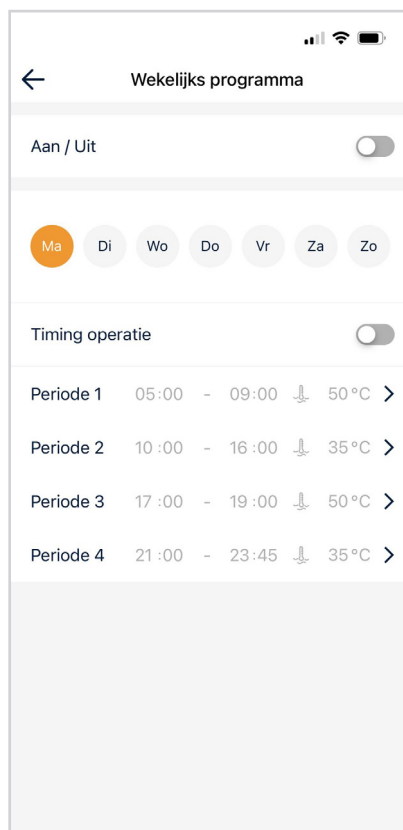 Wekelijks programma
Aan / Uit
Ma Di Wo Do Vr Za Zo
Timing operatie
Periode 1 05:00 - 09:00 50°C
Periode 2 10:00 - 16:00 35°C
Periode 3 17:00 - 19:00 50°C
Periode 4 21:00 - 23:45 35°C